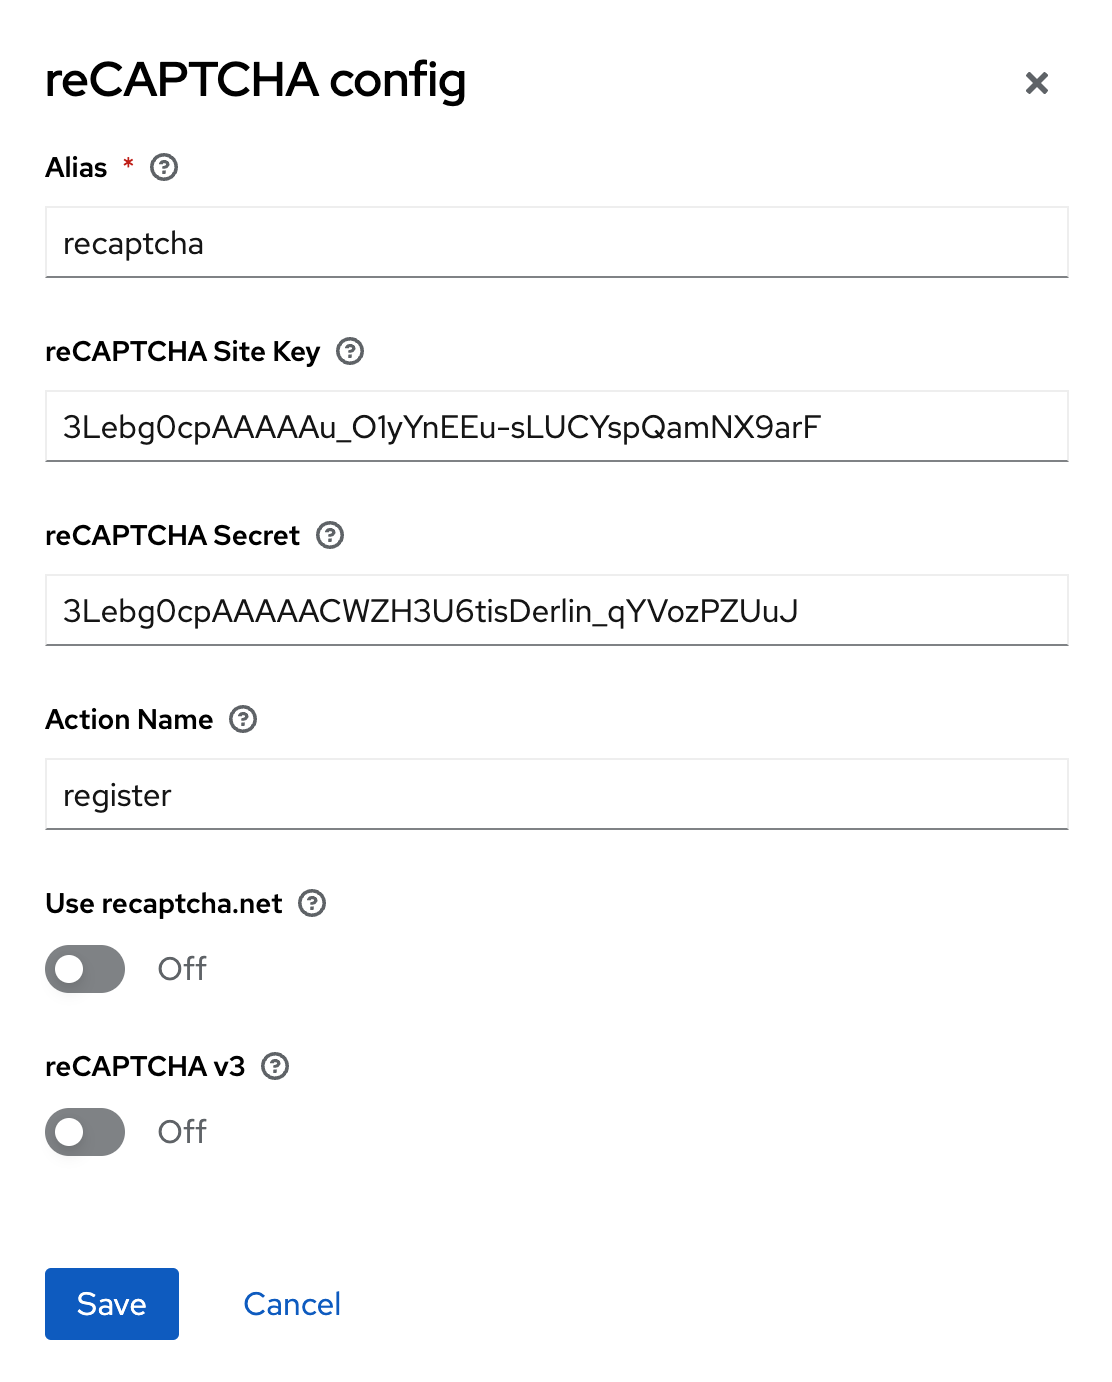 reCAPTCHA config
Alias *
recaptcha
reCAPTCHA Site Key
3Lebg0cpAAAAAu_O1yYnEEu-sLUCYspQamNX9arF
reCAPTCHA Secret
3Lebg0cpAAAAACWZH3U6tisDerlin_qYVozPZUuJ
Action Name
register
Use recaptcha.net
Off
reCAPTCHA v3
Off
Save Cancel